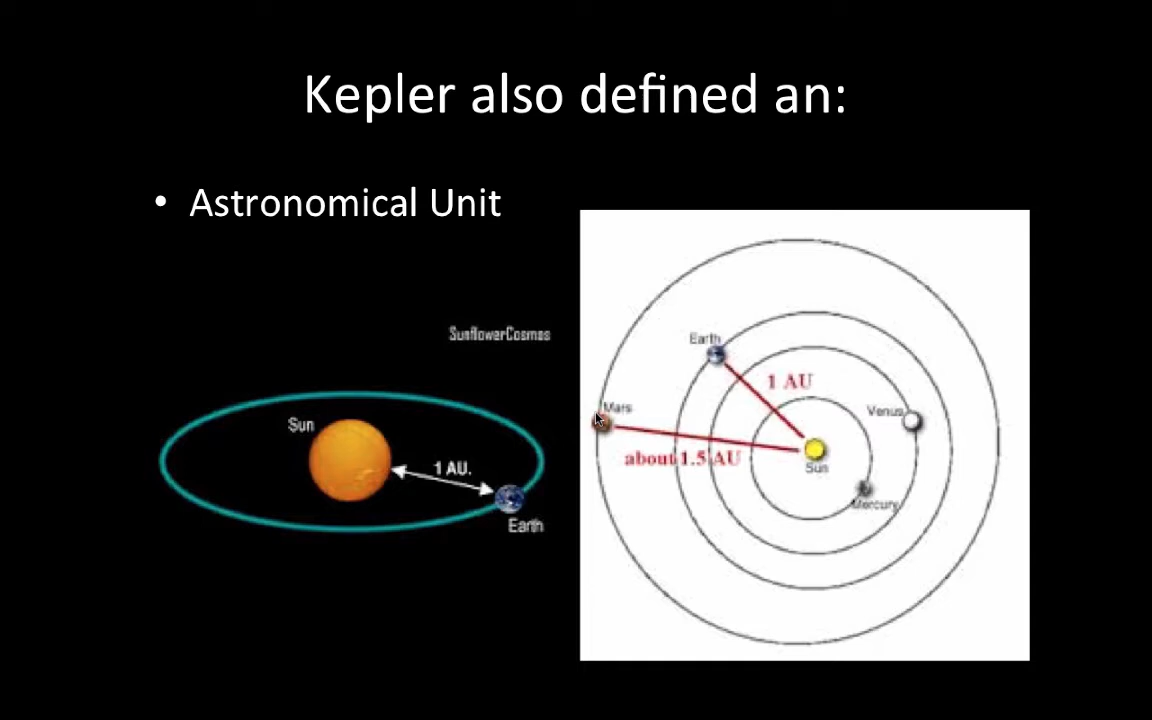 Kepler also defined an:
• Astronomical Unit
SunflowerCosmos
Sun
1 AU.
Earth
Earth
1 AU
Mars
Venus
about 1.5 AU
Sun
Mercury